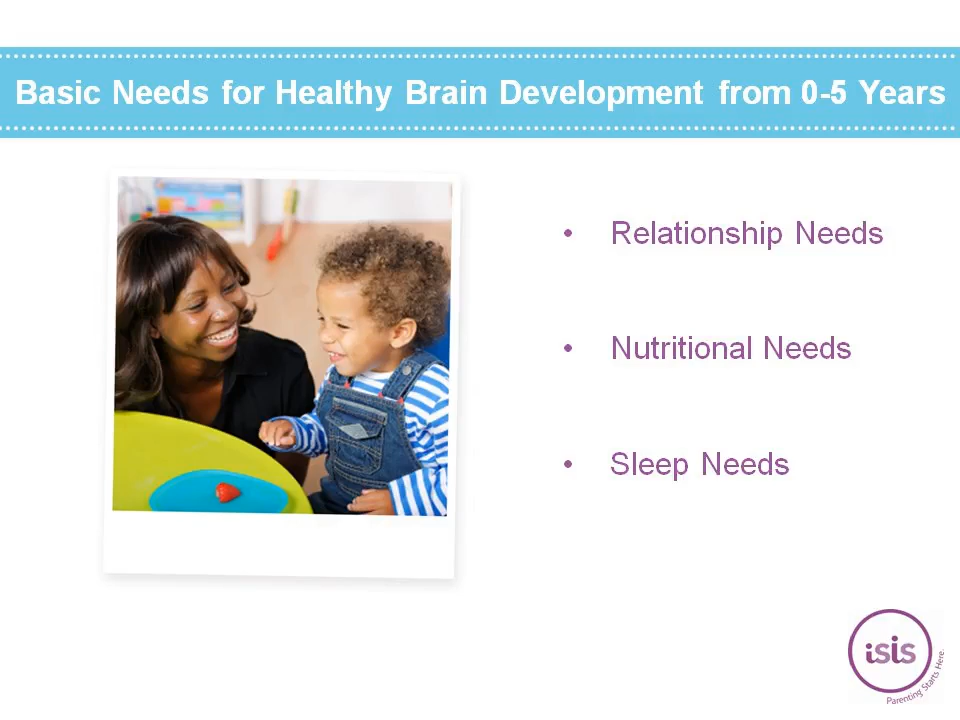 Basic Needs for Healthy Brain Development from 0-5 Years
• Relationship Needs
• Nutritional Needs
• Sleep Needs
isis
Parenting Starts Here.